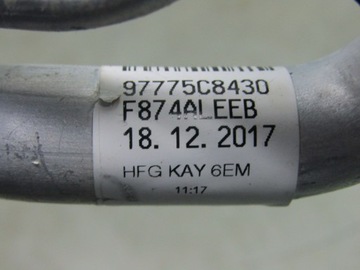 97775C8430
F874ALEEB
18. 12. 2017
HFG KAY 6EM
11:17